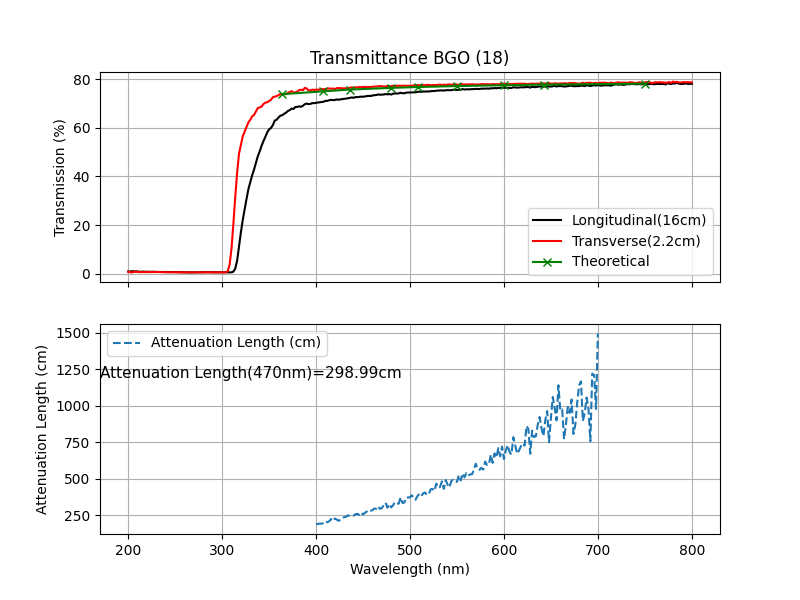 Transmittance BGO (18)
Transmission (%)
80
60
40
20
0
Longitudinal(16cm)
Transverse(2.2cm)
Theoretical
Attenuation Length (cm)
1500
1250
1000
750
500
250
Attenuation Length (cm)
Attenuation Length(470nm)=298.99cm
200 300 400 500 600 700 800
Wavelength (nm)